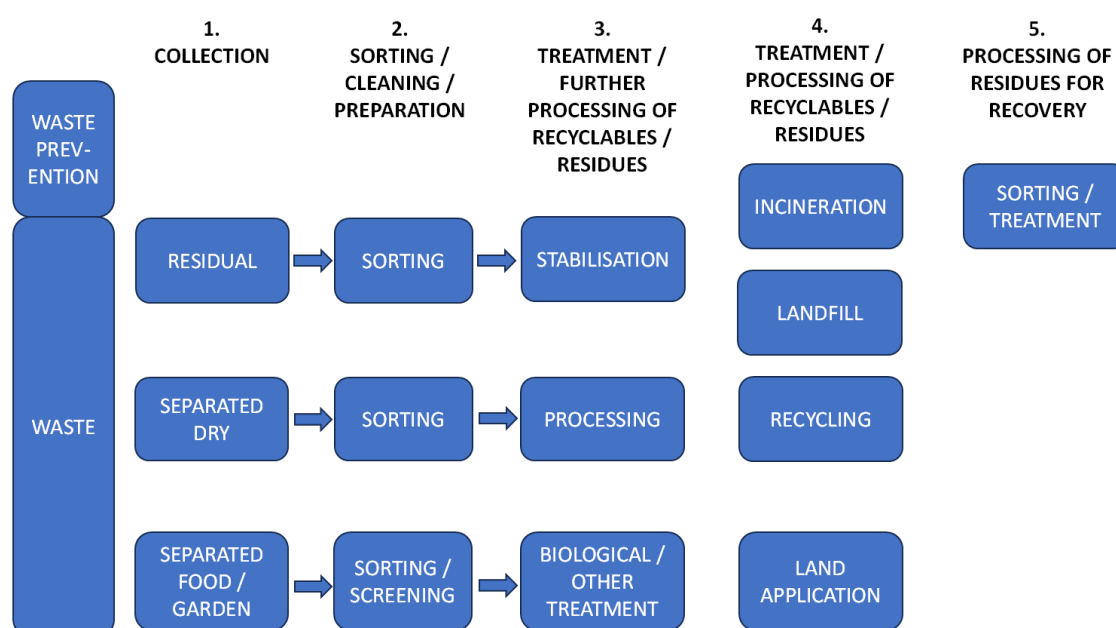 1.
COLLECTION
2.
SORTING /
CLEANING /
PREPARATION
3.
TREATMENT /
FURTHER
PROCESSING OF
RECYCLABLES /
RESIDUES
4.
TREATMENT /
PROCESSING OF
RECYCLABLES /
RESIDUES
5.
PROCESSING OF
RESIDUES FOR
RECOVERY
WASTE
PREV-
ENTION
WASTE
RESIDUAL
SORTING
STABILISATION
INCINERATION
SORTING /
TREATMENT
LANDFILL
SEPARATED
DRY
SORTING
PROCESSING
RECYCLING
SEPARATED
FOOD /
GARDEN
SORTING /
SCREENING
BIOLOGICAL /
OTHER
TREATMENT
LAND
APPLICATION